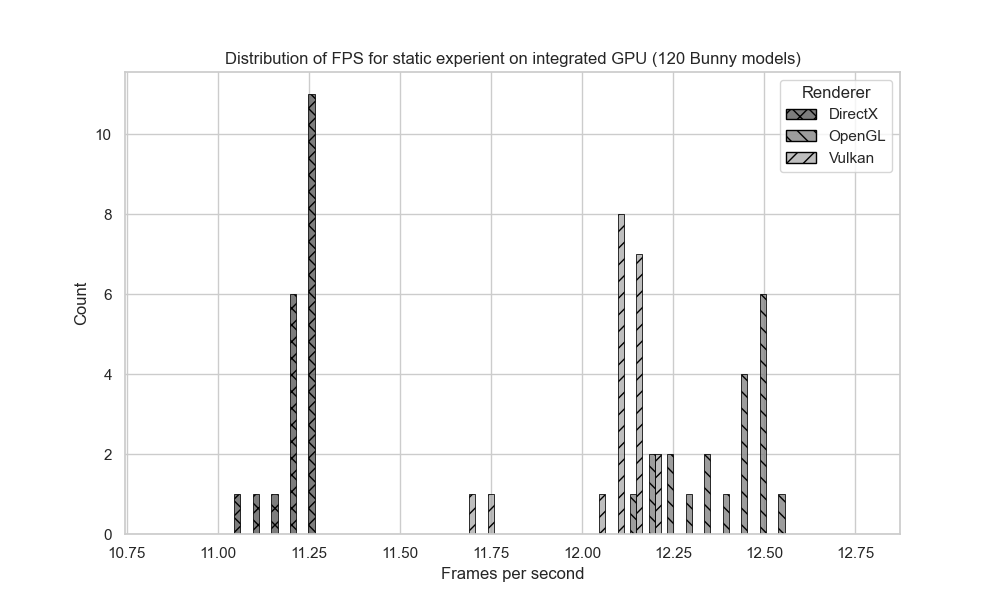 Distribution of FPS for static experient on integrated GPU (120 Bunny models)
Renderer
DirectX
OpenGL
Vulkan
10
8
6
4
2
0
Count
10.75 11.00 11.25 11.50 11.75 12.00 12.25 12.50 12.75
Frames per second